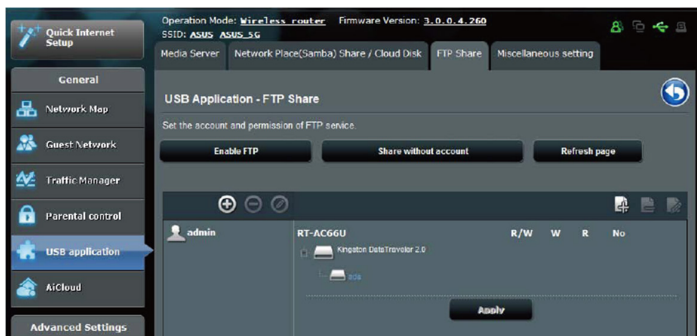 Quick Internet
Setup
Operation Mode: Wireless router Firmware Version: 3.0.0.4.260
SSID: ASUS ASUS_5G
Media Server Network Place(Samba) Share / Cloud Disk FTP Share Miscellaneous setting
General
Network Map
Guest Network
Traffic Manager
Parental control
USB application
AiCloud
Advanced Settings
USB Application - FTP Share
Set the account and permission of FTP service.
Enable FTP Share without account Refresh page
admin
RT-AC66U R/W W R No
Kingston DataTraveler 2.0
Apply